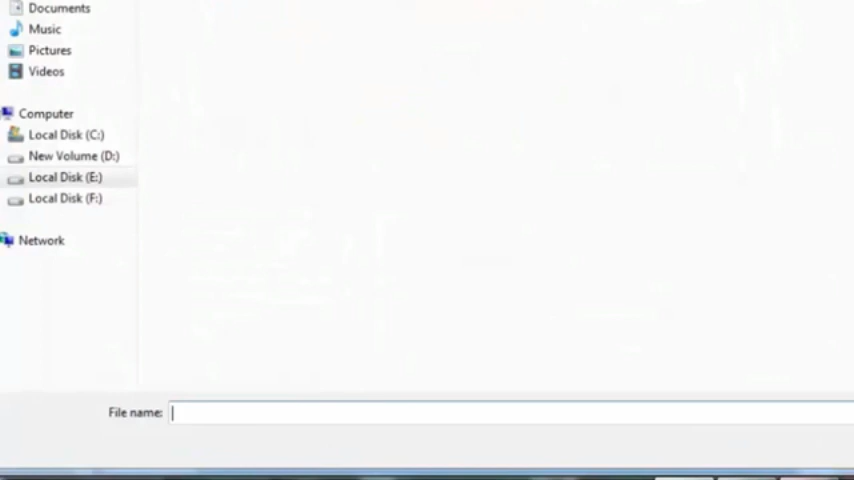 Documents
Music
Pictures
Videos
Computer
Local Disk (C:)
New Volume (D:)
Local Disk (E:)
Local Disk (F:)
Network
File name: